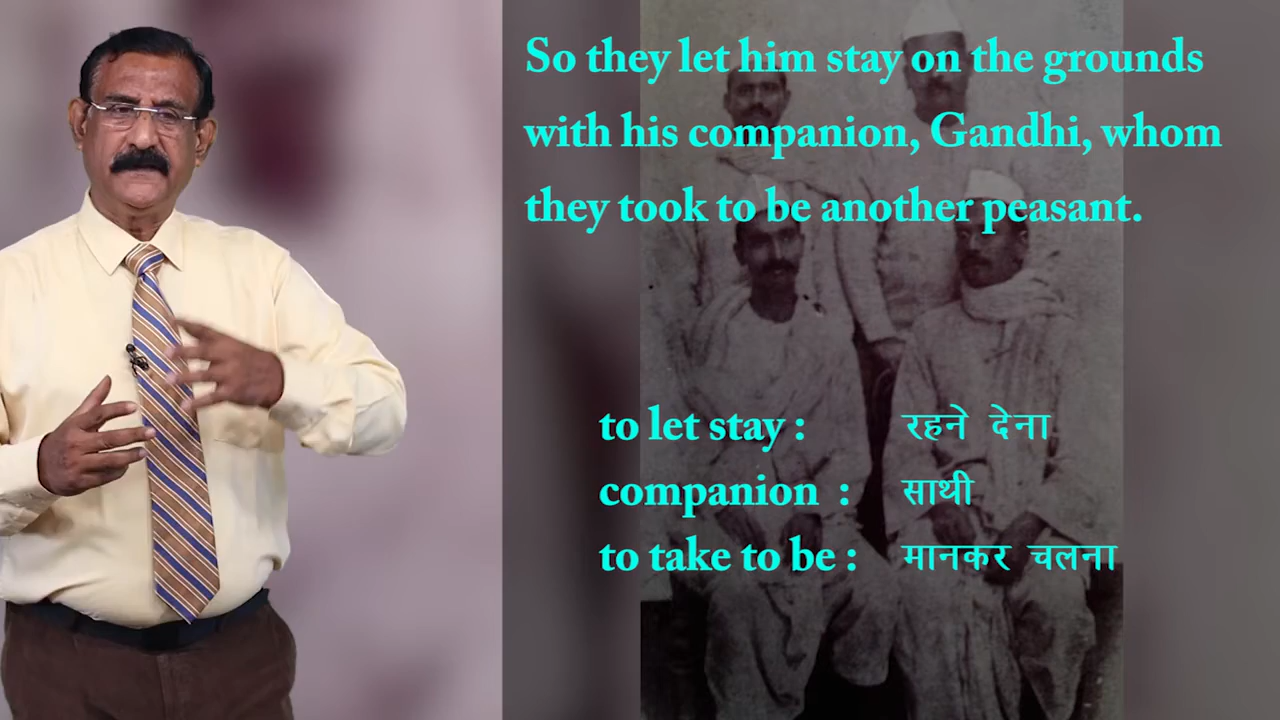 So they let him stay on the grounds
with his companion, Gandhi, whom
they took to be another peasant.
to let stay : रहने देना
companion : साथी
to take to be : मानकर चलना